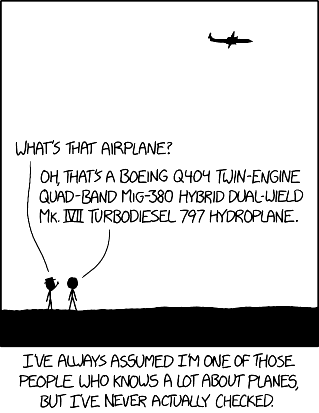 WHAT'S THAT AIRPLANE?
OH, THAT'S A BOEING Q404 TWIN-ENGINE
QUAD-BAND MIG-380 HYBRID DUAL-WIELD
MK. IVII TURBODIESEL 797 HYDROPLANE.
I'VE ALWAYS ASSUMED I'M ONE OF THOSE
PEOPLE WHO KNOWS A LOT ABOUT PLANES,
BUT I'VE NEVER ACTUALLY CHECKED.